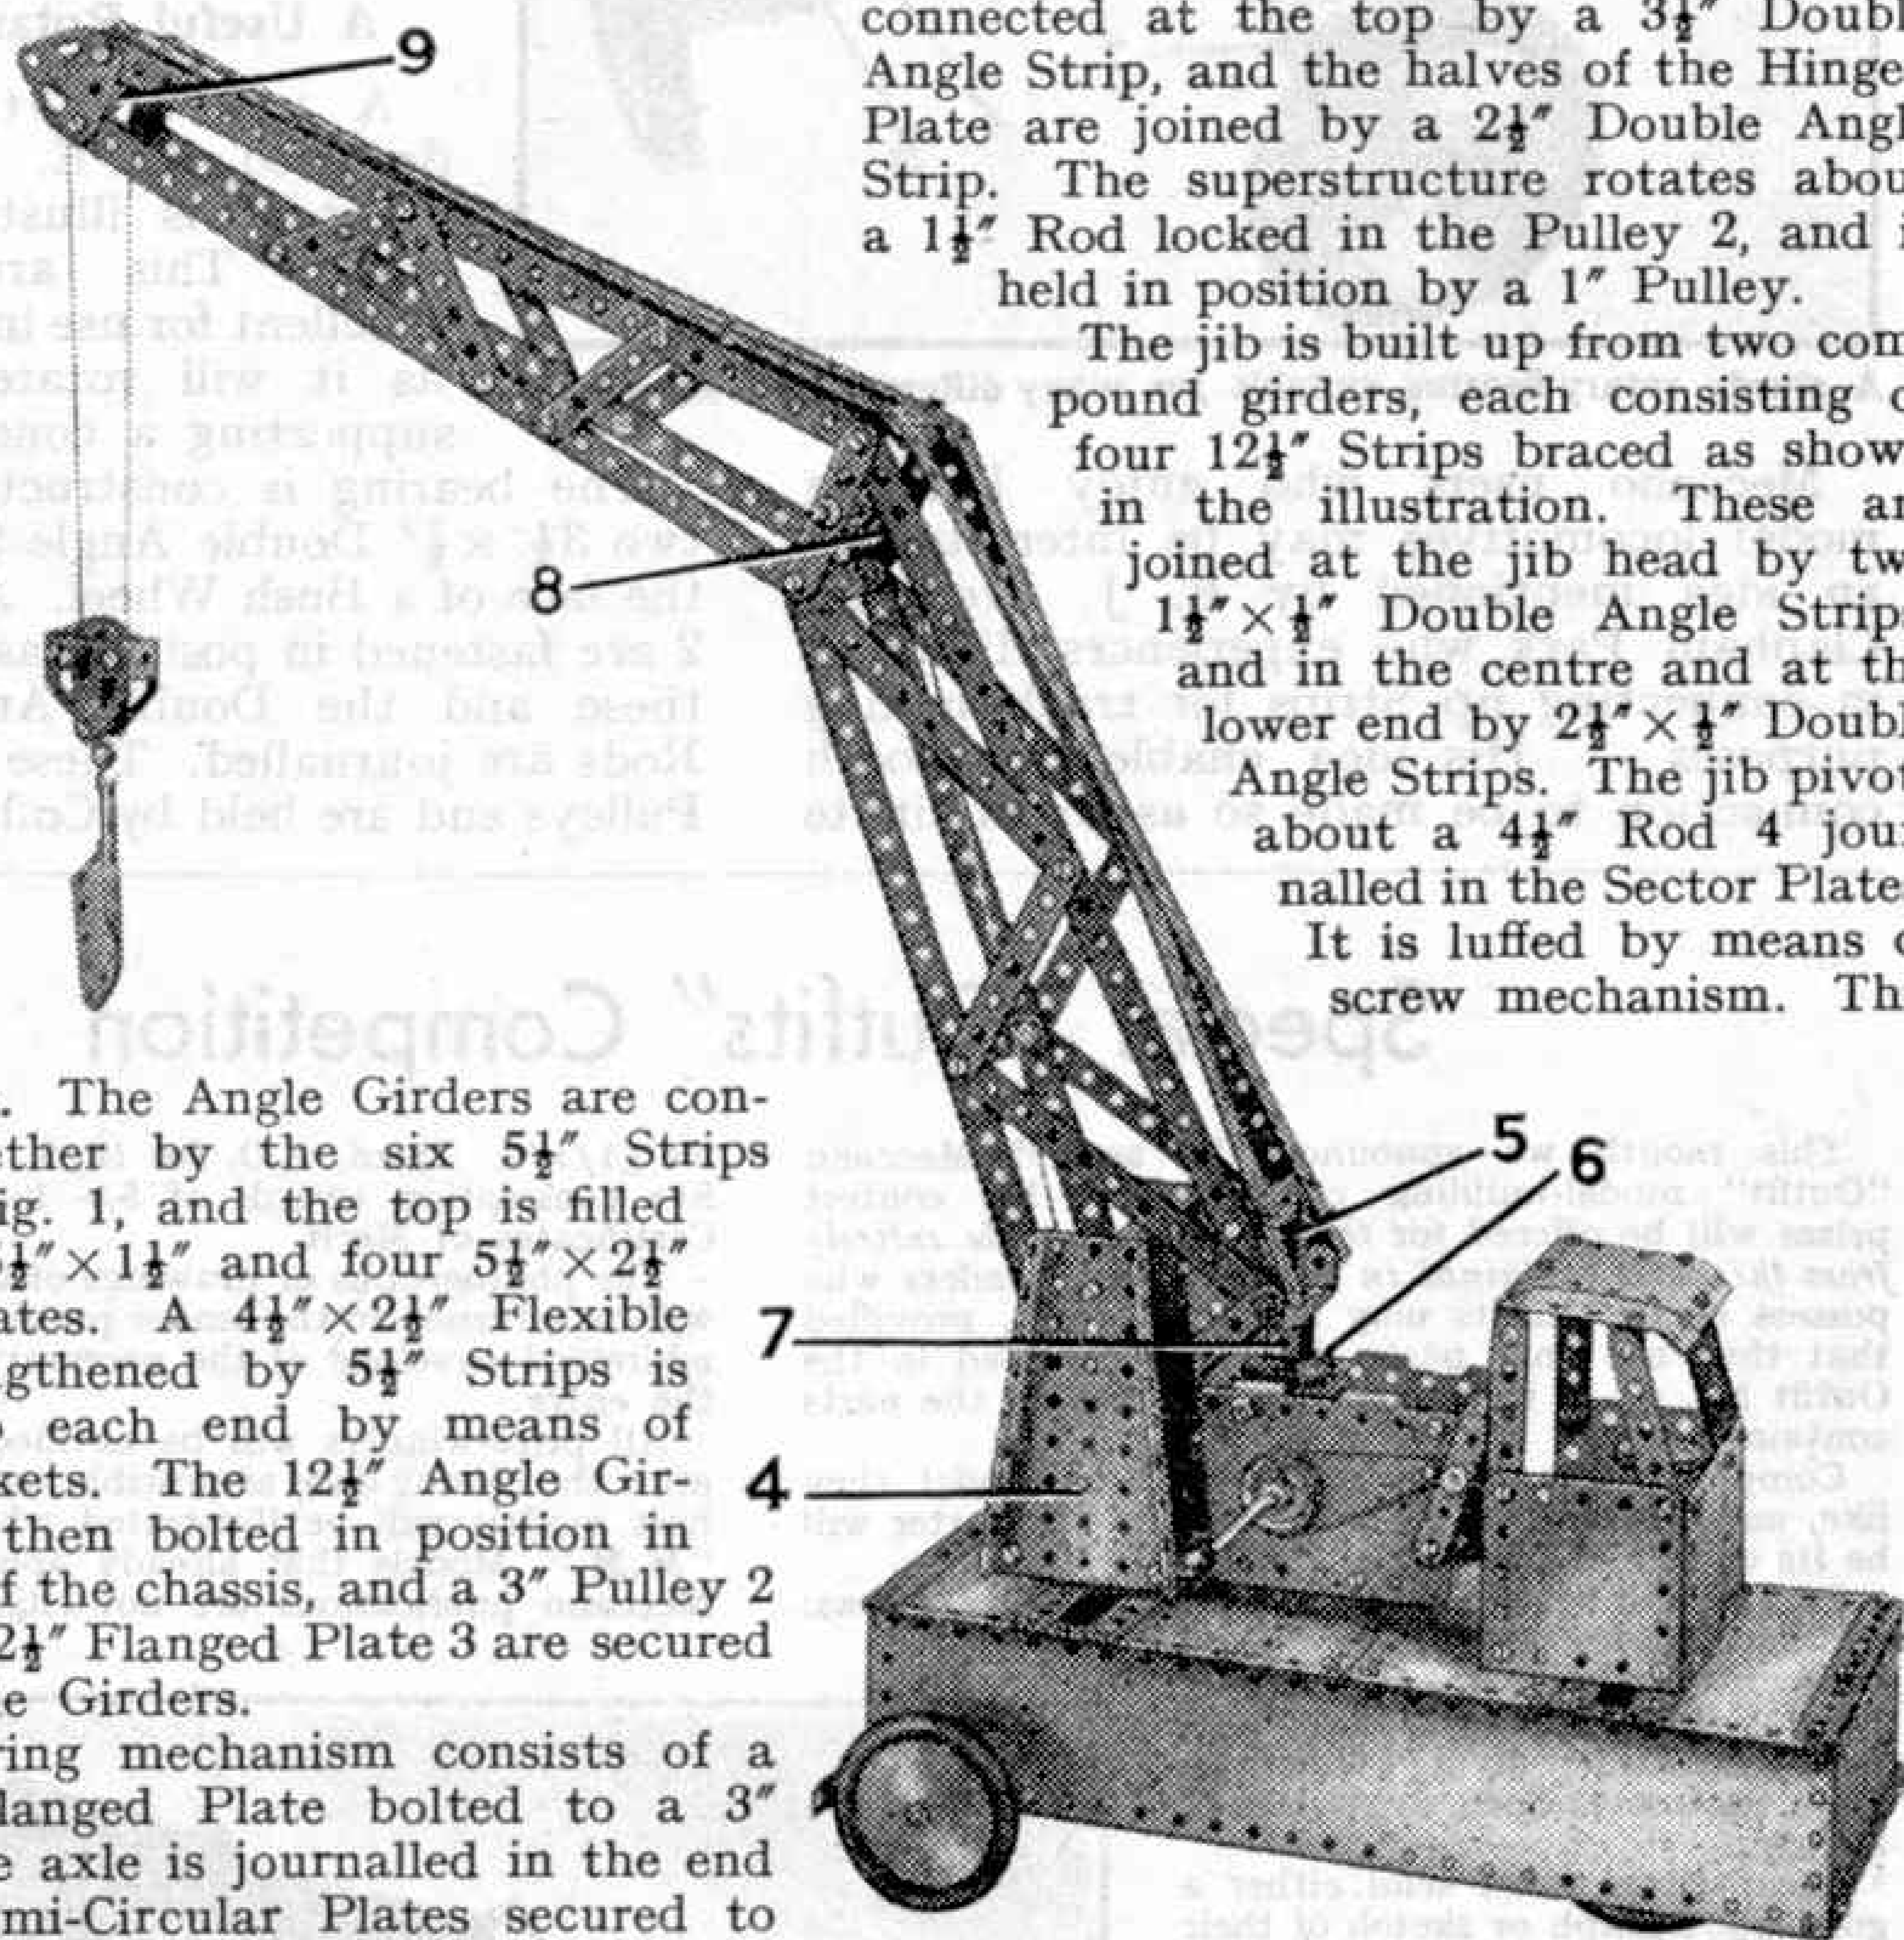 connected at the top by a 3½″ Doubl
Angle Strip, and the halves of the Hinge
Plate are joined by a 2½″ Double Angl
Strip. The superstructure rotates abou
a 1½″ Rod locked in the Pulley 2, and
held in position by a 1″ Pulley.
The jib is built up from two com
pound girders, each consisting
four 12½″ Strips braced as show
in the illustration. These ar
joined at the jib head by tw
1½″×½″ Double Angle Strip
and in the centre and at th
lower end by 2½″×½″ Doubl
Angle Strips. The jib pivot
about a 4½″ Rod 4 jour
nalled in the Sector Plate
It is luffed by means o
screw mechanism. Th
9
8
5
6
7
4
. The Angle Girders are con-
ether by the six 5½″ Strips
ig. 1, and the top is filled
5½″×1½″ and four 5½″×2½″
ates. A 4½″×2½″ Flexible
ngthened by 5½″ Strips is
o each end by means of
kets. The 12½″ Angle Gir-
then bolted in position in
f the chassis, and a 3″ Pulley 2
2½″ Flanged Plate 3 are secured
e Girders.
ring mechanism consists of a
langed Plate bolted to a 3″
e axle is journalled in the end
mi-Circular Plates secured to